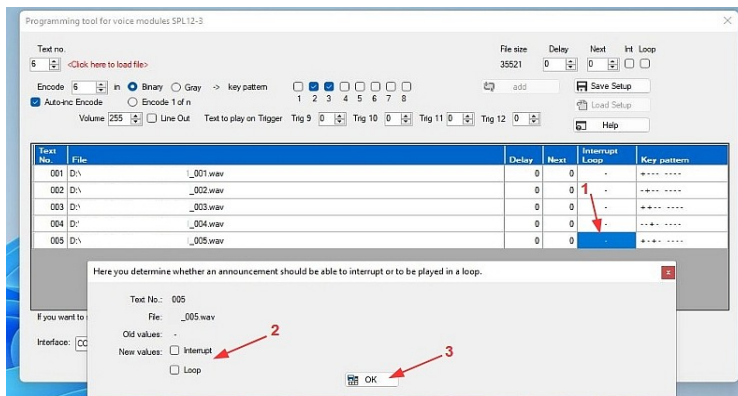 Programming tool for voice modules SPL12-3
Text no. File size Delay Next Int Loop
6 <Click here to load file> 35521 0 0
Encode 6 in Binary Gray -> key pattern add Save Setup
Auto-inc Encode Encode 1 of n 1 2 3 4 5 6 7 8 Load Setup
Volume 255 Line Out Text to play on Trigger Trig 9 0 Trig 10 0 Trig 11 0 Trig 12 0 Help
Text No. File Delay Next Interrupt Loop Key pattern
001 D:\ \_001.wav 0 0 - +--- ----
002 D:\ _002.wav 0 0 - -+-- ----
003 D:\ _003.wav 0 0 - ++-- ----
004 D:' _004.wav 0 0 - --+- ----
005 D:\ _005.wav 0 0 - +-+- ----
1
Here you determine whether an announcement should be able to interrupt or to be played in a loop. x
Text No.: 005
If you want to
File: _005.wav
Old values: -
2
Interface: CO
New values: Interrupt
3
Loop
OK